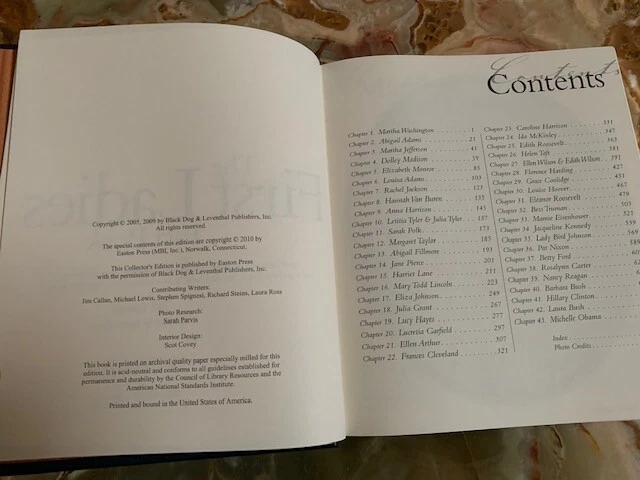 Copyright © 2005, 2009 by Black Dog & Leventhal Publishers, Inc.
All rights reserved.
The special contents of this edition are copyright © 2010 by
Easton Press (MBI, Inc.), Norwalk, Connecticut.
This Collector's Edition is published by Easton Press
with permission of Black Dog & Leventhal Publishers, Inc.
Contributing Writers:
Jim Callan, Michael Lewis, Stephen Spignesi, Richard Steins, Laura Ross
Photo Research:
Sarah Parvis
Interior Design:
Scot Covey
This book is printed on archival quality paper especially milled for this
edition. It is acid-neutral and conforms to all guidelines established for
permanence and durability by the Council of Library Resources and the
American National Standards Institute.
Printed and bound in the United States of America.
Contents
Contents
Chapter 1. Martha Washington 1
Chapter 2. Abigail Adams 21
Chapter 3. Martha Jefferson 41
Chapter 4. Dolley Madison 59
Chapter 5. Elizabeth Monroe 85
Chapter 6. Louisa Adams 103
Chapter 7. Rachel Jackson 123
Chapter 8. Hannah Van Buren 135
Chapter 9. Anna Harrison 145
Chapter 10. Letitia Tyler & Julia Tyler 157
Chapter 11. Sarah Polk 173
Chapter 12. Margaret Taylor 185
Chapter 13. Abigail Fillmore 193
Chapter 14. Jane Pierce 201
Chapter 15. Harriet Lane 211
Chapter 16. Mary Todd Lincoln 223
Chapter 17. Eliza Johnson 249
Chapter 18. Julia Grant 267
Chapter 19. Lucy Hayes 277
Chapter 20. Lucretia Garfield 297
Chapter 21. Ellen Arthur 307
Chapter 22. Frances Cleveland 321
Chapter 23. Caroline Harrison 331
Chapter 24. Ida McKinley 347
Chapter 25. Edith Roosevelt 363
Chapter 26. Helen Taft 381
Chapter 27. Ellen Wilson & Edith Wilson 391
Chapter 28. Florence Harding 427
Chapter 29. Grace Coolidge 451
Chapter 30. Louise Hoover 467
Chapter 31. Eleanor Roosevelt 479
Chapter 32. Bess Truman 503
Chapter 33. Mamie Eisenhower 521
Chapter 34. Jacqueline Kennedy 539
Chapter 35. Lady Bird Johnson 569
Chapter 36. Pat Nixon 589
Chapter 37. Betty Ford
Chapter 38. Rosalynn Carter
Chapter 39. Nancy Reagan
Chapter 40. Barbara Bush
Chapter 41. Hillary Clinton
Chapter 42. Laura Bush
Chapter 43. Michelle Obama
Index
Photo Credits